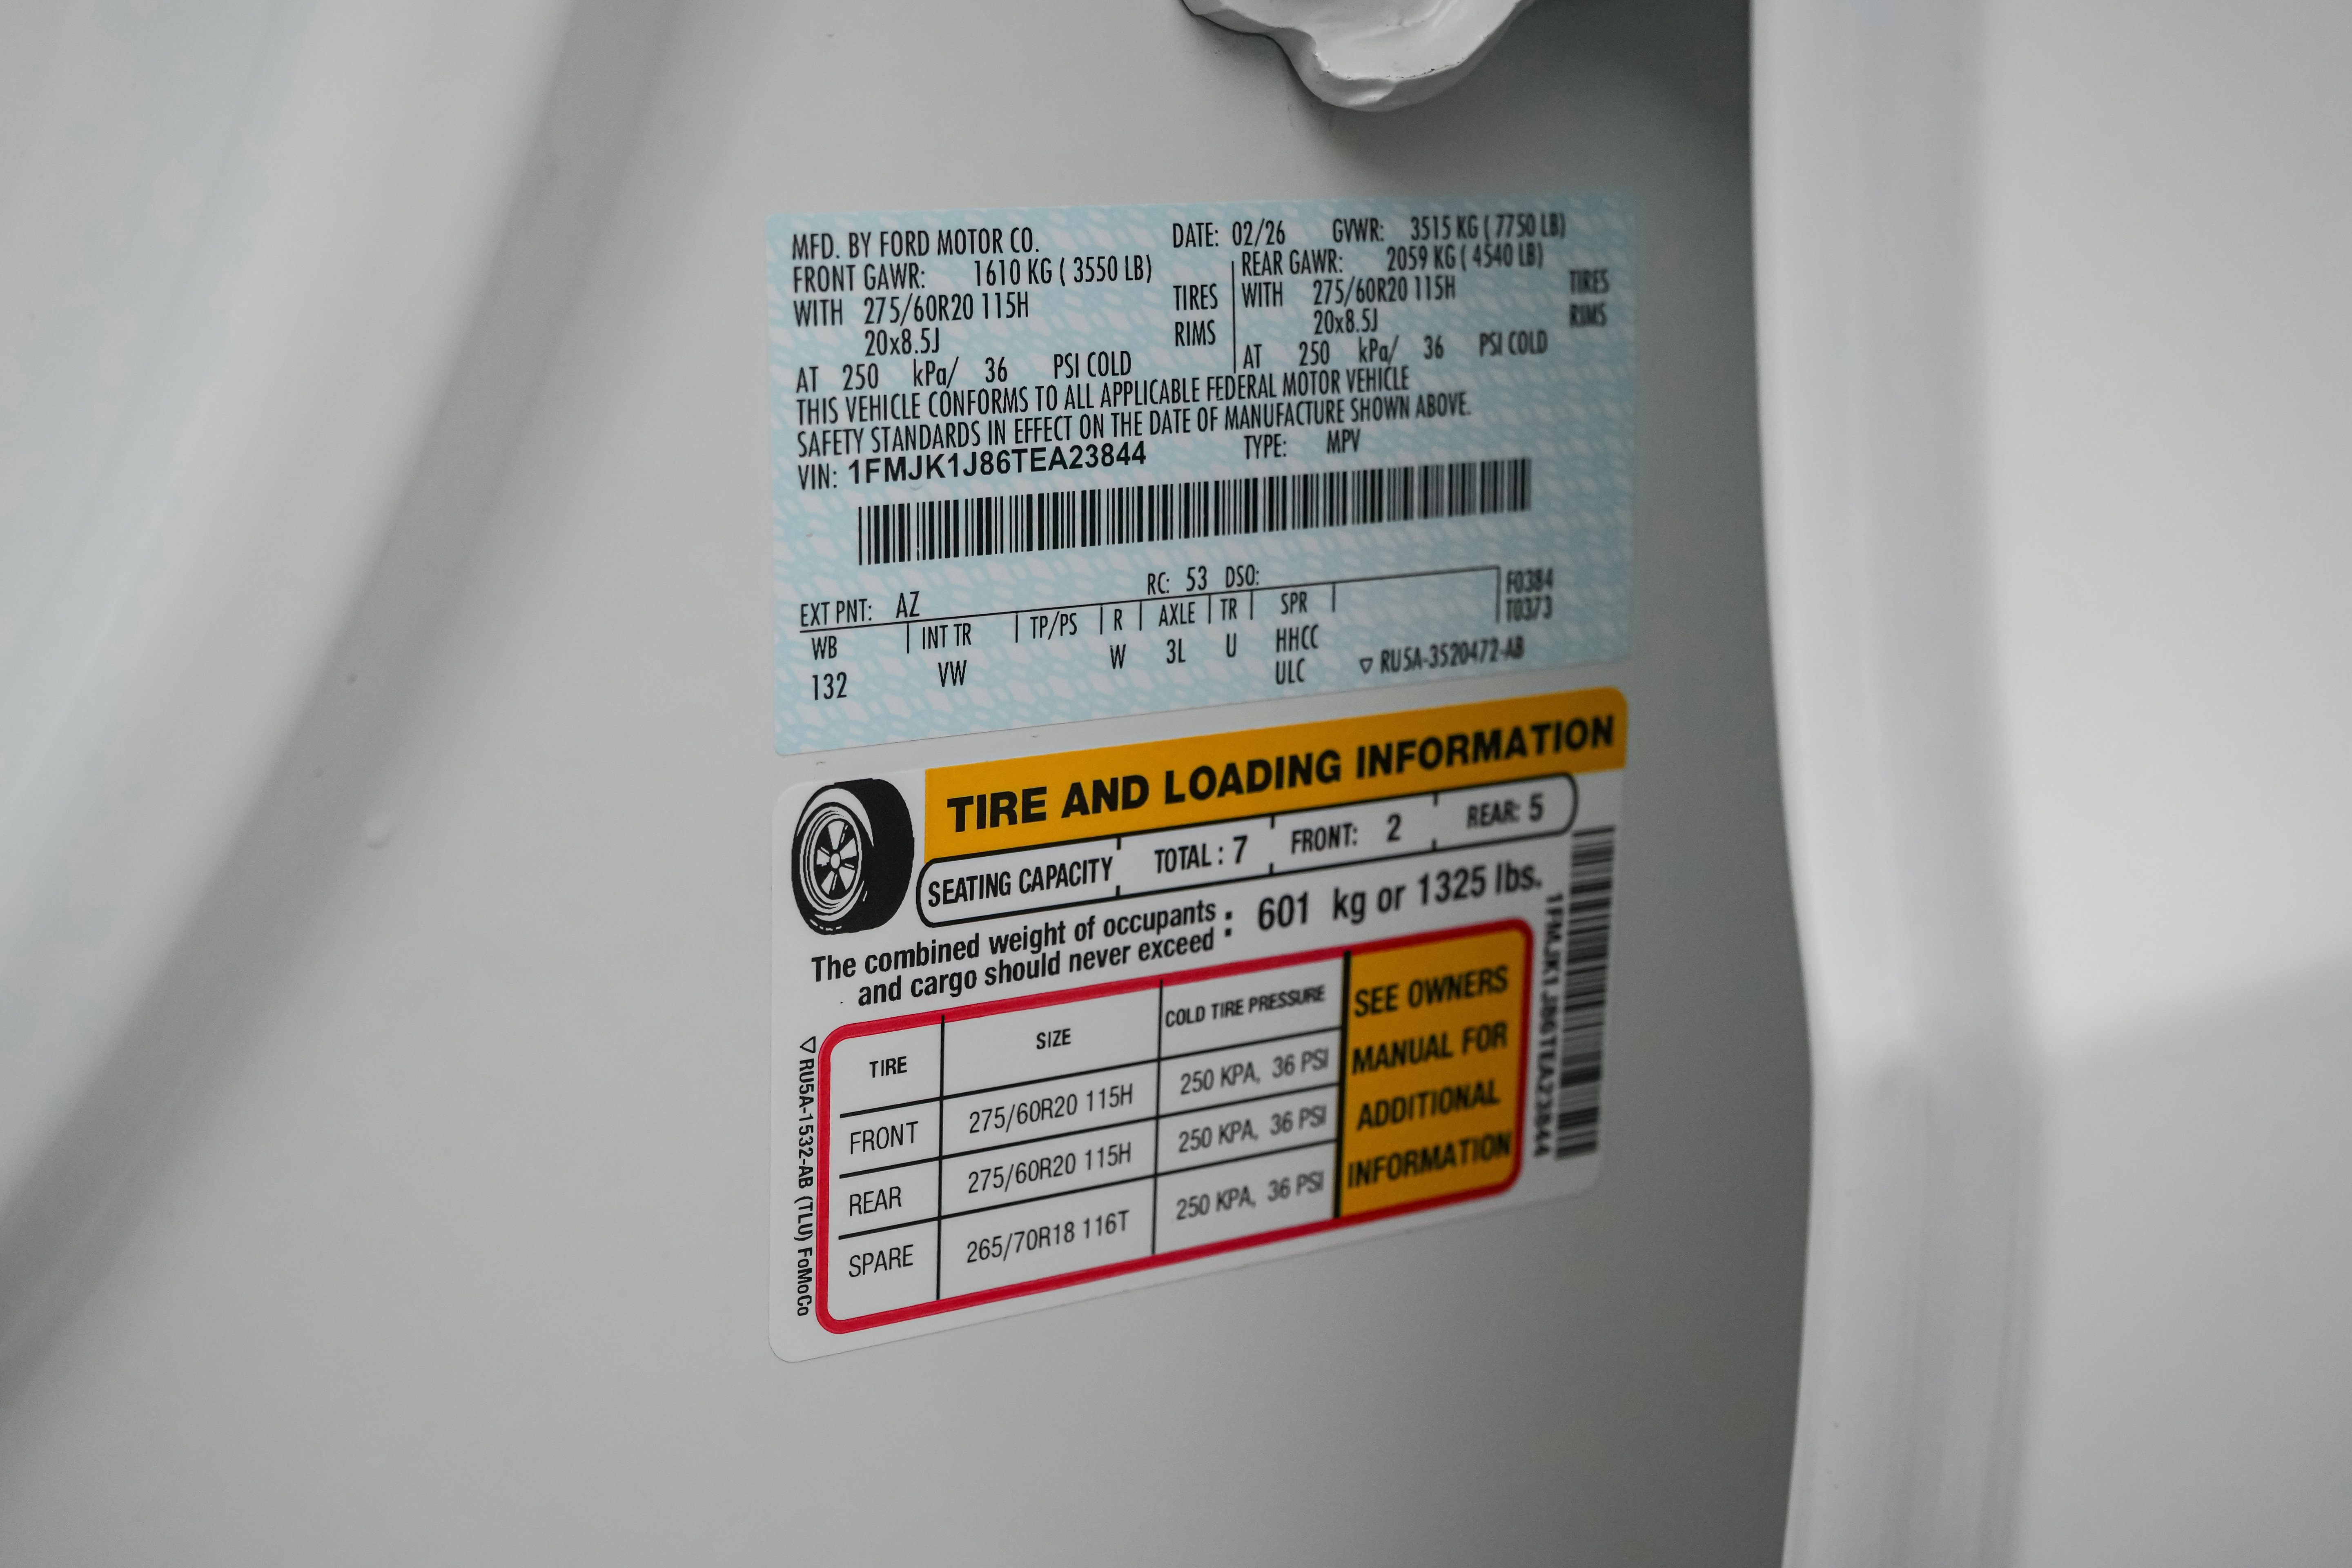 MFD. BY FORD MOTOR CO. DATE: 02/26 GVWR: 3515 KG ( 7750 LB)
FRONT GAWR: 1610 KG ( 3550 LB) REAR GAWR: 2059 KG ( 4540 LB)
WITH 275/60R20 115H TIRES WITH 275/60R20 115H TIRES
20x8.5J RIMS 20x8.5J RIMS
AT 250 kPa/ 36 PSI COLD AT 250 kPa/ 36 PSI COLD
THIS VEHICLE CONFORMS TO ALL APPLICABLE FEDERAL MOTOR VEHICLE
SAFETY STANDARDS IN EFFECT ON THE DATE OF MANUFACTURE SHOWN ABOVE.
VIN: 1FMJK1J86TEA23844 TYPE: MPV
EXT PNT: AZ RC: 53 DSO: F0384
WB INT TR TP/PS R AXLE TR SPR T0373
132 VW W 3L U HHCC
ULC ▽ RU5A-3520472-AB
TIRE AND LOADING INFORMATION
SEATING CAPACITY TOTAL : 7 FRONT: 2 REAR: 5
The combined weight of occupants
and cargo should never exceed : 601 kg or 1325 lbs.
TIRE SIZE COLD TIRE PRESSURE
FRONT 275/60R20 115H 250 KPA, 36 PSI
REAR 275/60R20 115H 250 KPA, 36 PSI
SPARE 265/70R18 116T 250 KPA, 36 PSI
SEE OWNERS
MANUAL FOR
ADDITIONAL
INFORMATION
1FMJK1J86TEA23844
▽ RU5A-1532-AB (TLU) FoMoCo